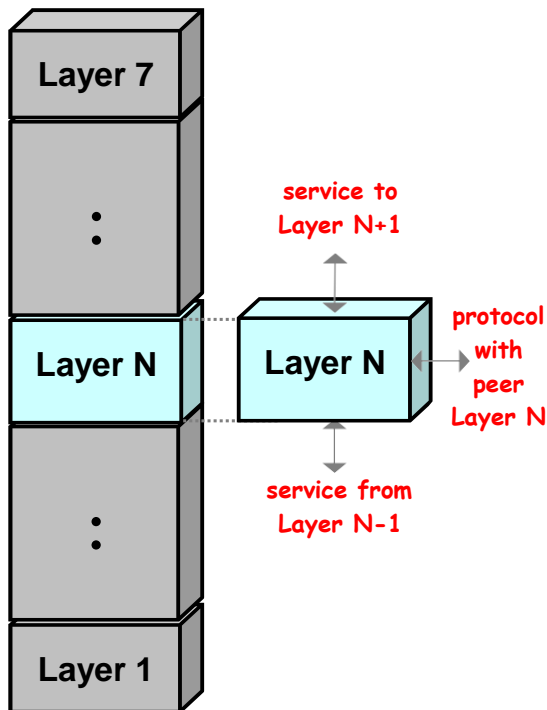 Layer 7
:
service to
Layer N+1
Layer N
Layer N
protocol
with
peer
Layer N
service from
Layer N-1
:
Layer 1